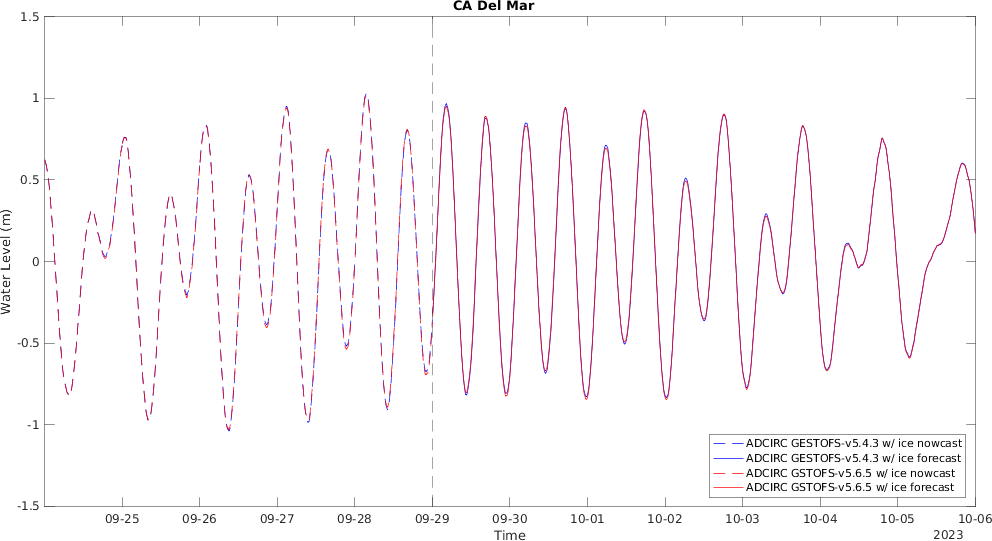 CA Del Mar
1.5
1
0.5
0
-0.5
-1
-1.5
Water Level (m)
09-25 09-26 09-27 09-28 09-29 09-30 10-01 10-02 10-03 10-04 10-05 10-06
Time
2023
ADCIRC GESTOFS-v5.4.3 w/ ice nowcast
ADCIRC GESTOFS-v5.4.3 w/ ice forecast
ADCIRC GSTOFS-v5.6.5 w/ ice nowcast
ADCIRC GSTOFS-v5.6.5 w/ ice forecast